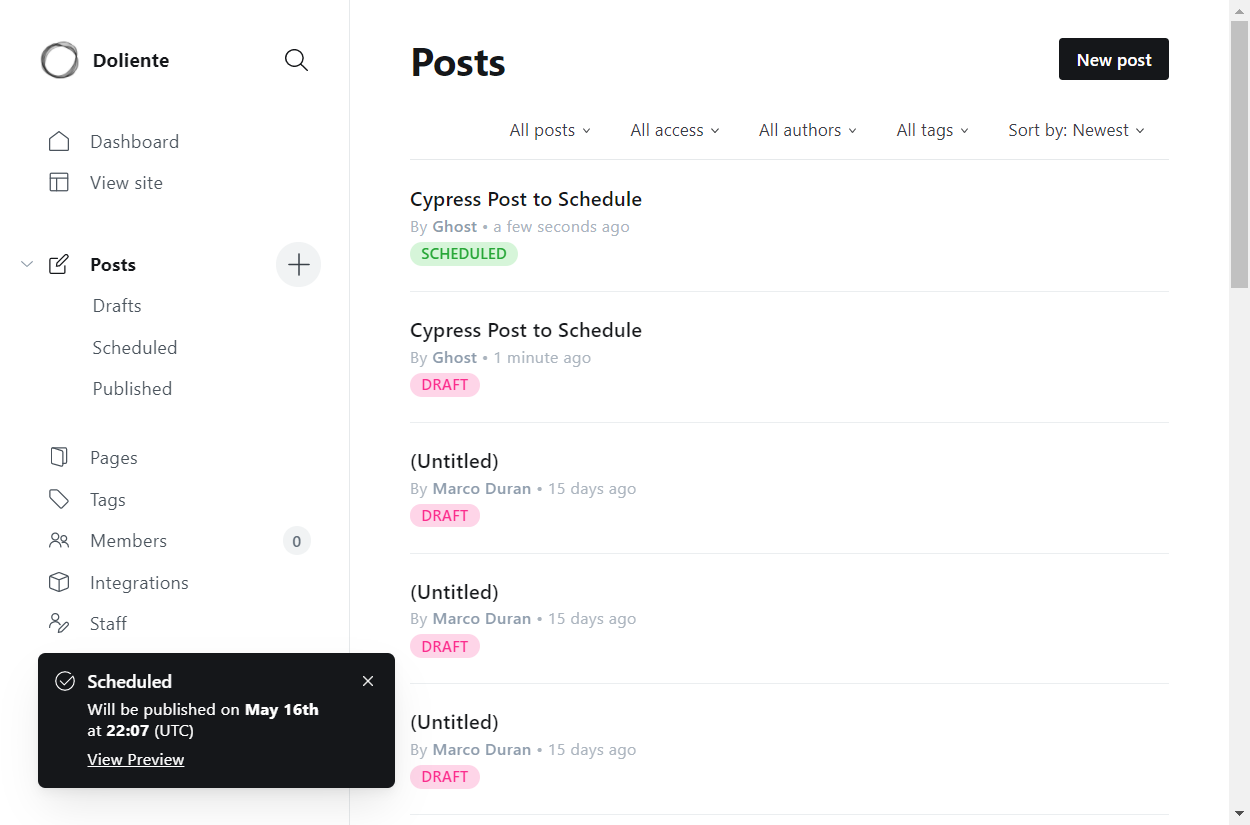 Doliente
Dashboard
View site
Posts
Drafts
Scheduled
Published
Pages
Tags
Members
0
Integrations
Staff
Scheduled
Will be published on May 16th
at 22:07 (UTC)
View Preview
Posts
New post
All posts All access All authors All tags Sort by: Newest
Cypress Post to Schedule
By Ghost • a few seconds ago
SCHEDULED
Cypress Post to Schedule
By Ghost • 1 minute ago
DRAFT
(Untitled)
By Marco Duran • 15 days ago
DRAFT
(Untitled)
By Marco Duran • 15 days ago
DRAFT
(Untitled)
By Marco Duran • 15 days ago
DRAFT